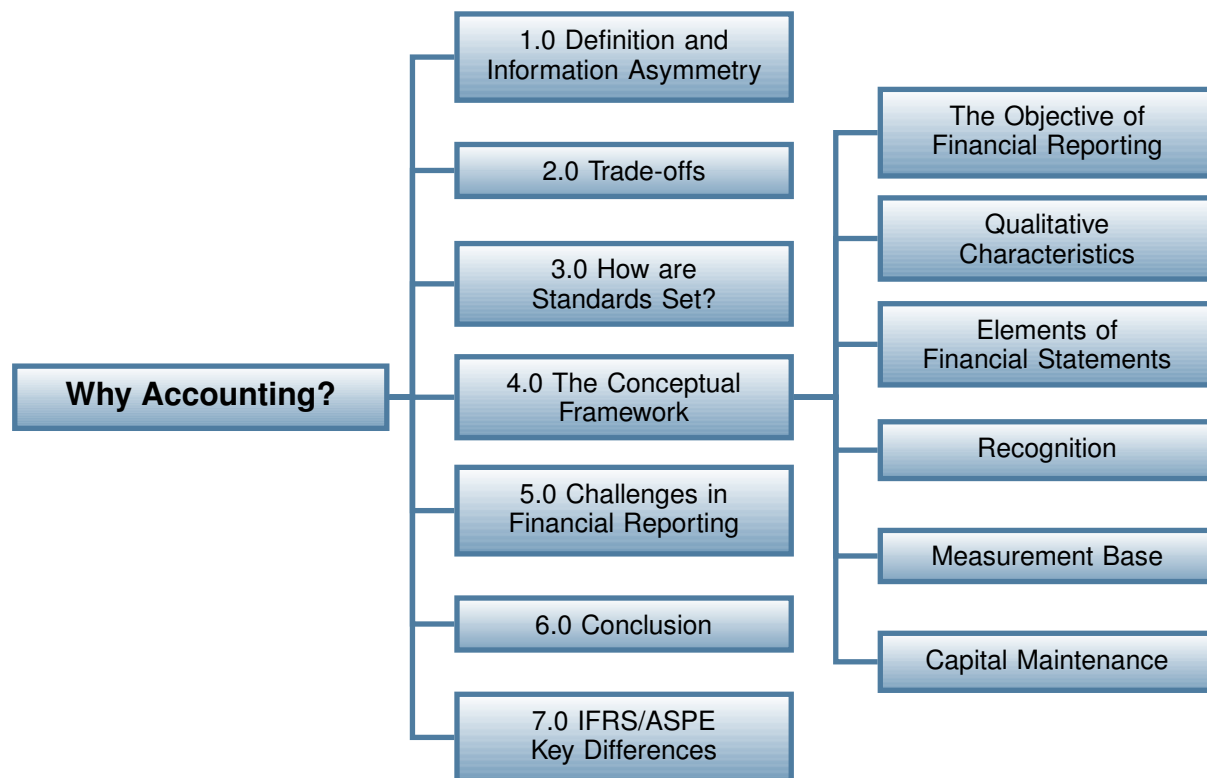 Why Accounting?
1.0 Definition and
Information Asymmetry
2.0 Trade-offs
3.0 How are
Standards Set?
4.0 The Conceptual
Framework
5.0 Challenges in
Financial Reporting
6.0 Conclusion
7.0 IFRS/ASPE
Key Differences
The Objective of
Financial Reporting
Qualitative
Characteristics
Elements of
Financial Statements
Recognition
Measurement Base
Capital Maintenance